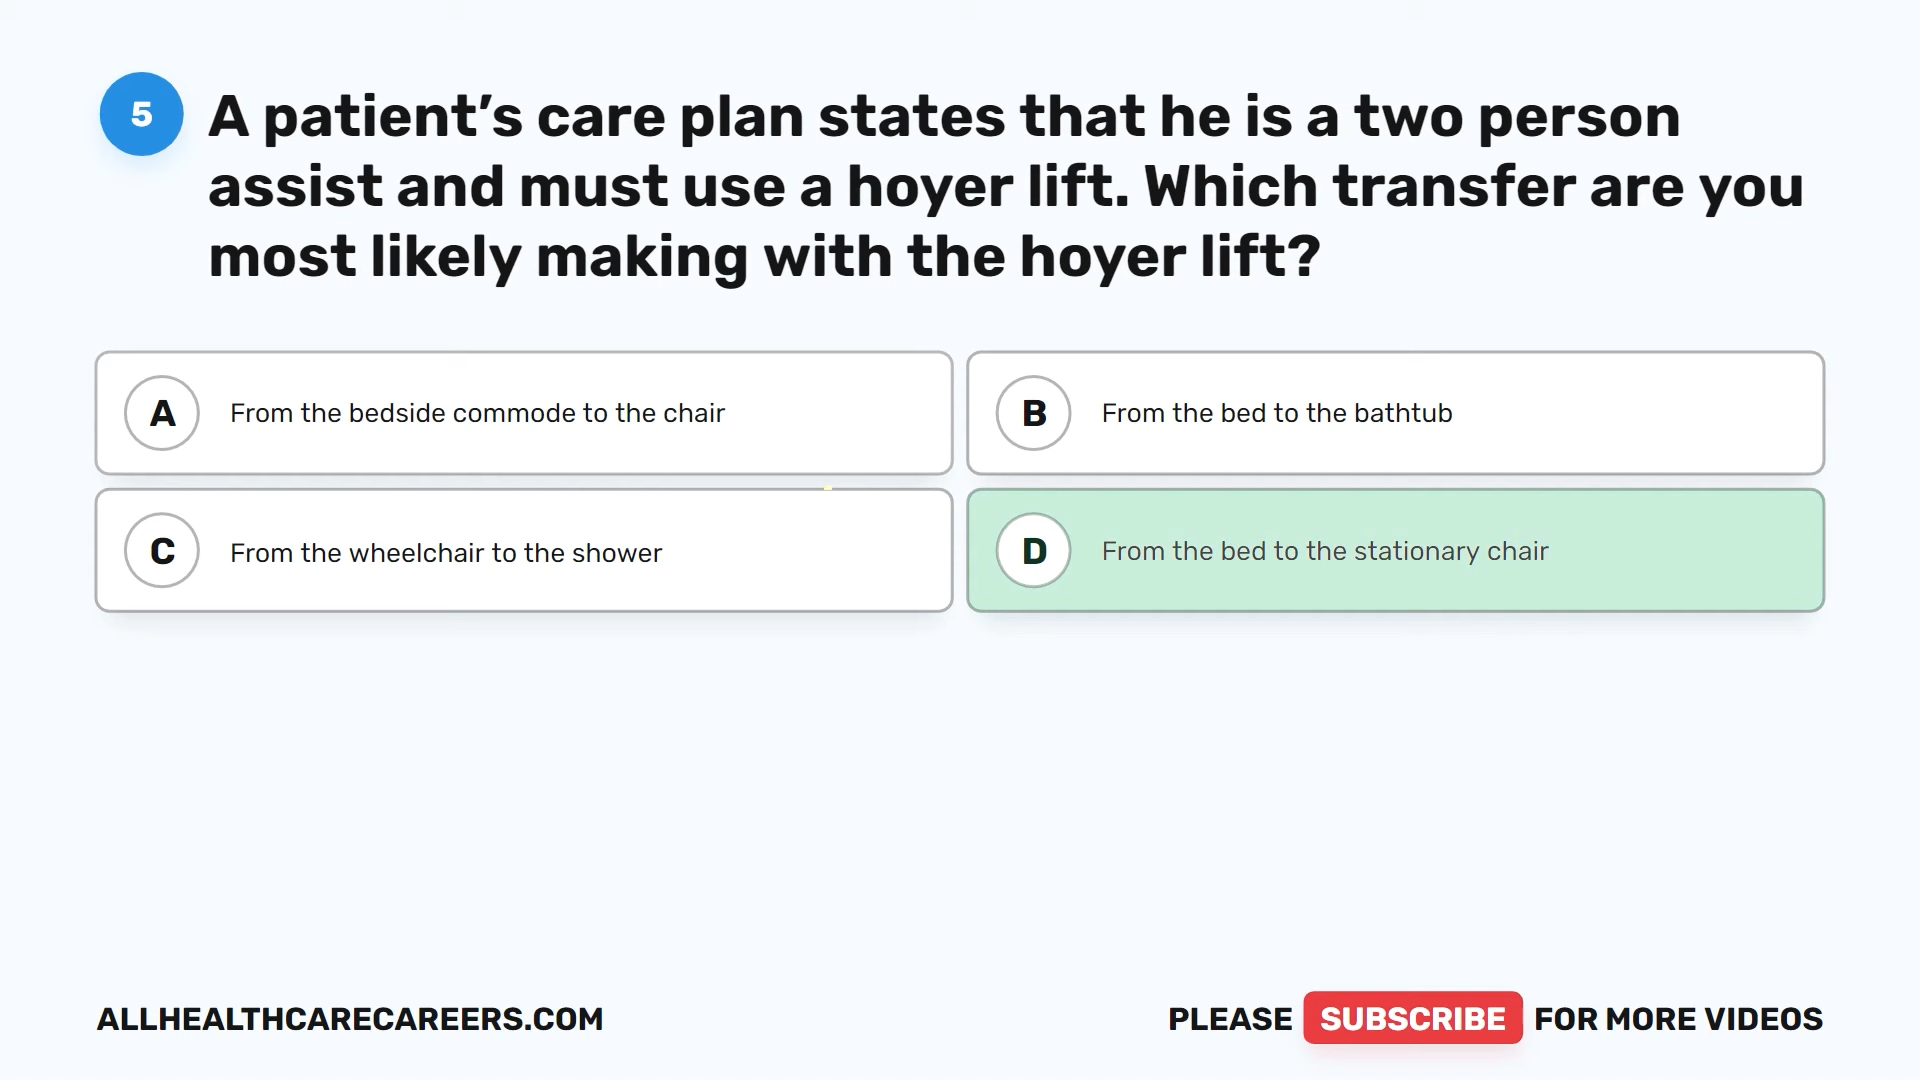 5
A patient’s care plan states that he is a two person
assist and must use a hoyer lift. Which transfer are you
most likely making with the hoyer lift?
A From the bedside commode to the chair
B From the bed to the bathtub
C From the wheelchair to the shower
D From the bed to the stationary chair
ALLHEALTHCARECAREERS.COM
PLEASE SUBSCRIBE FOR MORE VIDEOS